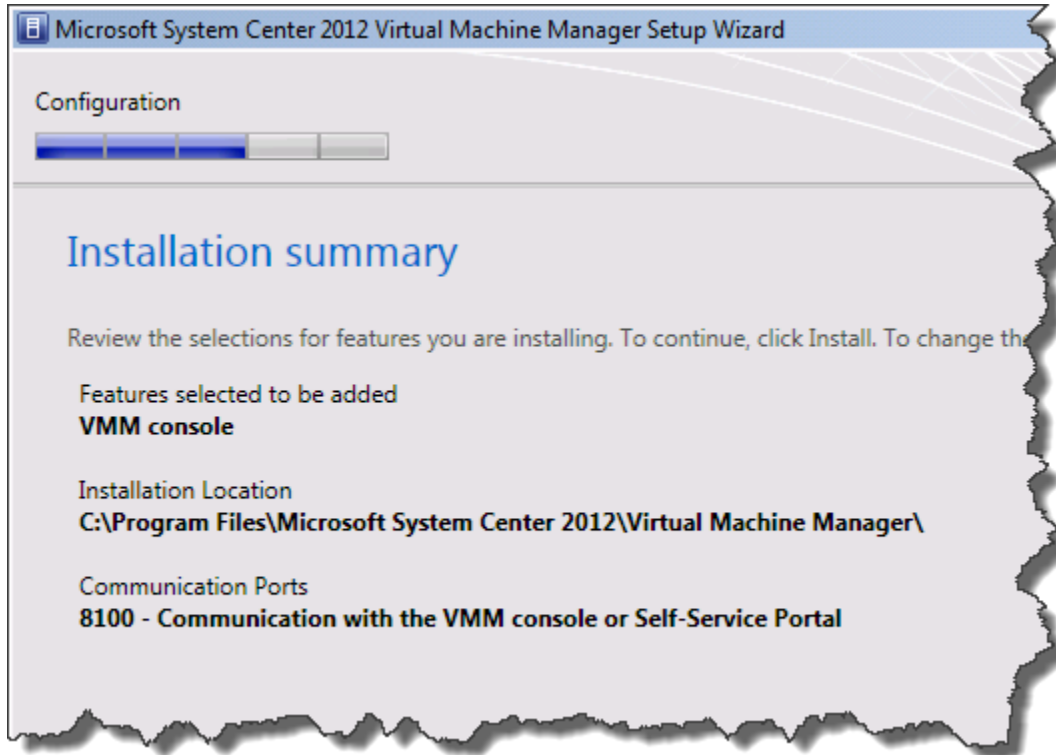 Microsoft System Center 2012 Virtual Machine Manager Setup Wizard
Configuration
Installation summary
Review the selections for features you are installing. To continue, click Install. To change
Features selected to be added
VMM console
Installation Location
C:\Program Files\Microsoft System Center 2012\Virtual Machine Manager\
Communication Ports
8100 - Communication with the VMM console or Self-Service Portal